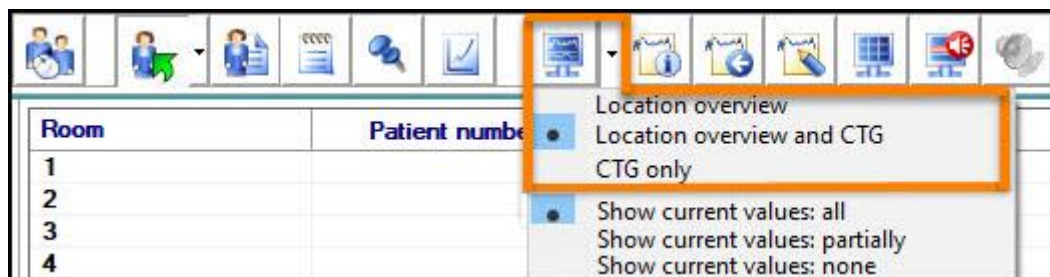 Location overview
Room Patient numbe Location overview and CTG
1 CTG only
2 Show current values: all
3 Show current values: partially
4 Show current values: none